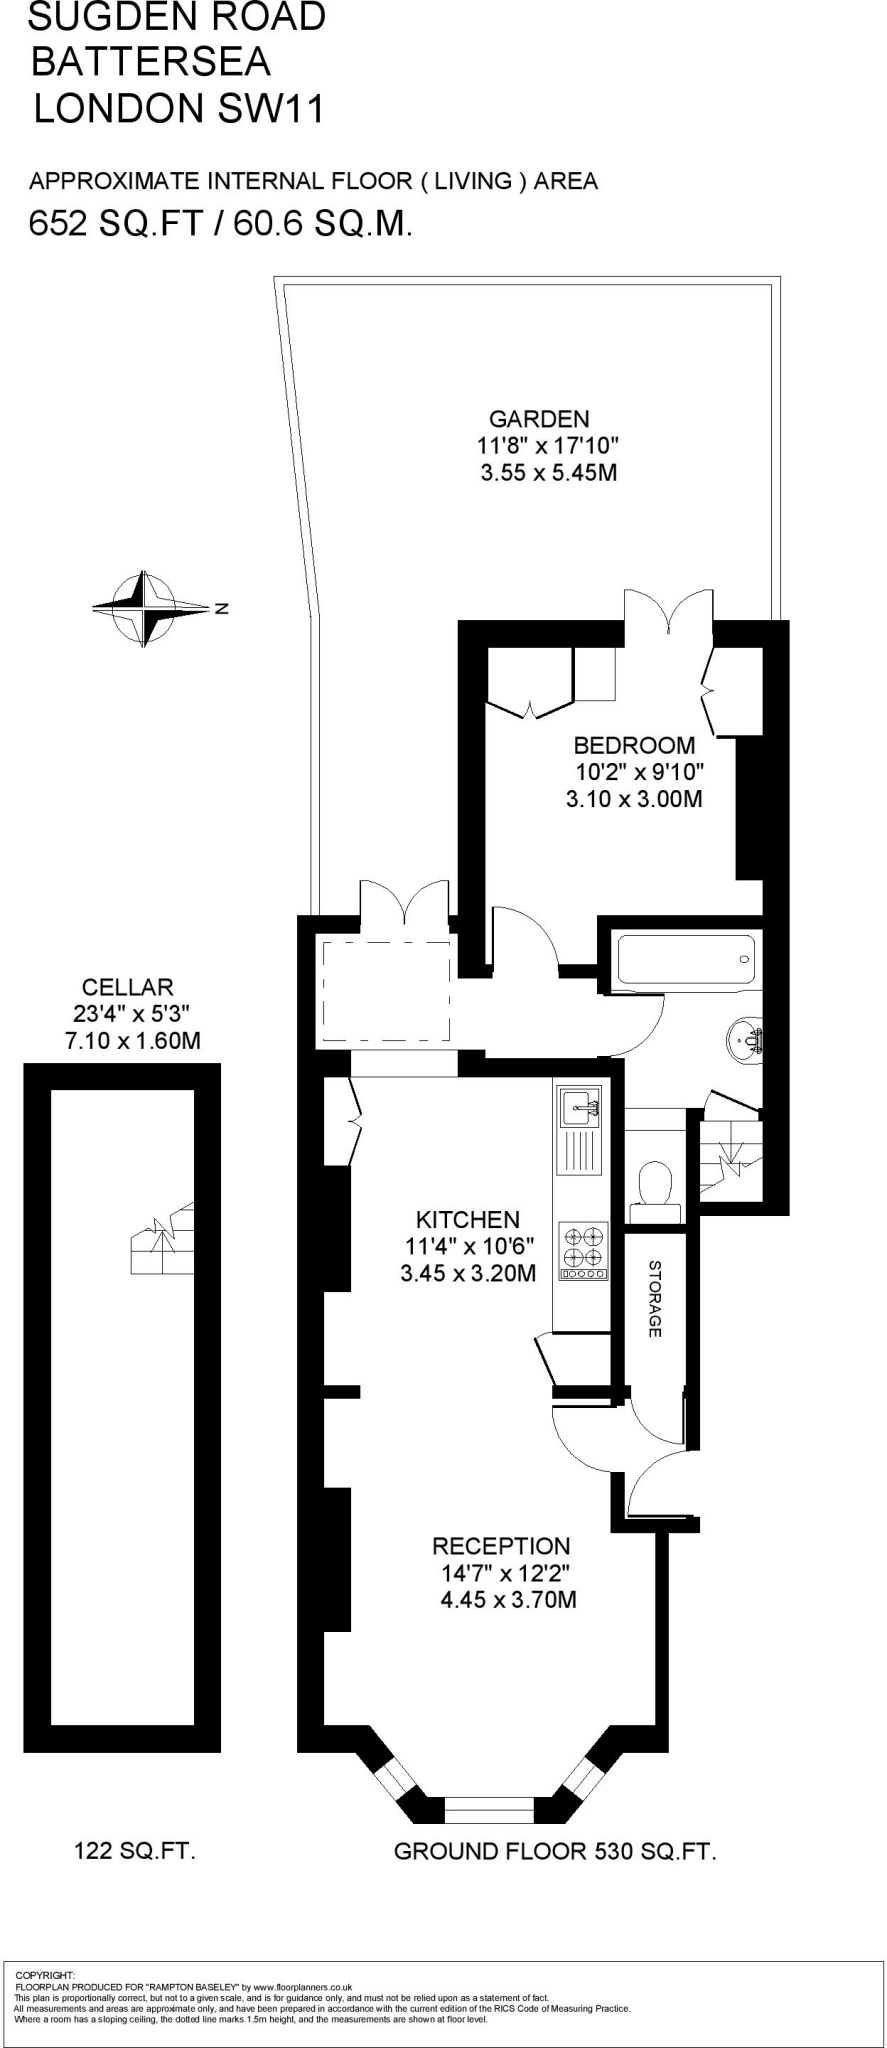 SUGDEN ROAD
BATTERSEA
LONDON SW11
APPROXIMATE INTERNAL FLOOR ( LIVING ) AREA
652 SQ.FT / 60.6 SQ.M.
GARDEN
11'8" x 17'10"
3.55 x 5.45M
N
BEDROOM
10'2" x 9'10"
3.10 x 3.00M
CELLAR
23'4" x 5'3"
7.10 x 1.60M
KITCHEN
11'4" x 10'6"
3.45 x 3.20M
STORAGE
RECEPTION
14'7" x 12'2"
4.45 x 3.70M
122 SQ.FT.
GROUND FLOOR 530 SQ.FT.
COPYRIGHT:
FLOORPLAN PRODUCED FOR "RAMPTON BASELEY" by www.floorplanners.co.uk
This plan is proportionally correct, but not to a given scale, and is for guidance only, and must not be relied upon as a statement of fact.
All measurements and areas are approximate only, and have been prepared in accordance with the current edition of the RICS Code of Measuring Practice.
Where a room has a sloping ceiling, the dotted line marks 1.5m height, and the measurements are shown at floor level.